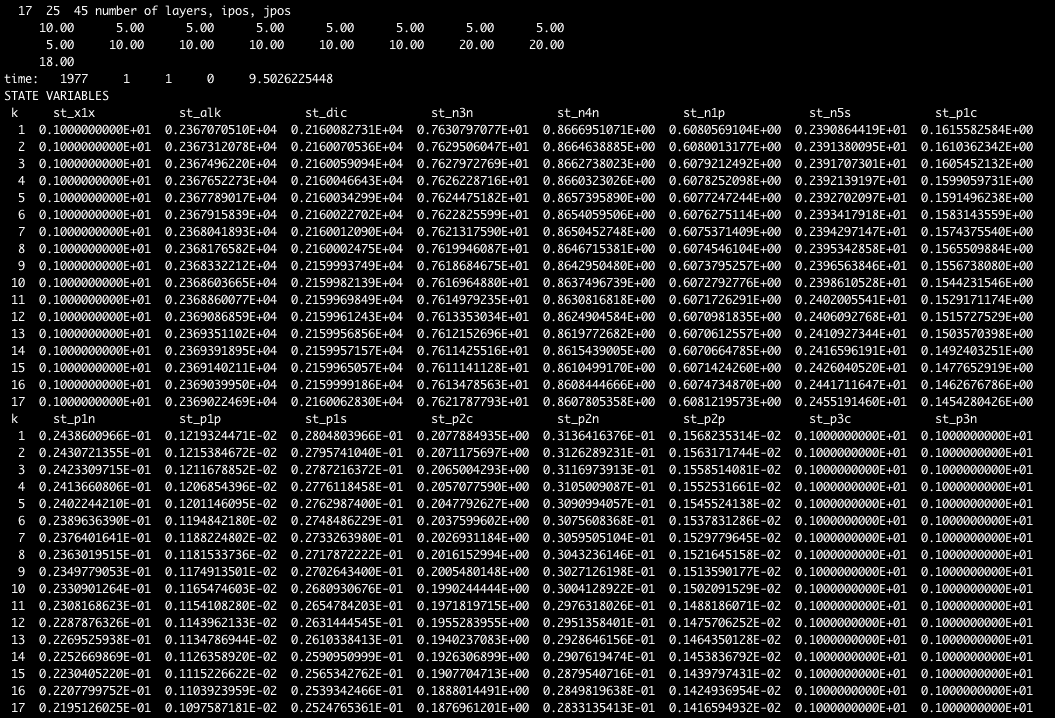 17 25 45 number of layers, ipos, jpos
10.00 5.00 5.00 5.00 5.00 5.00 5.00 5.00
5.00 10.00 10.00 10.00 10.00 10.00 20.00 20.00
18.00
time: 1977 1 1 0 9.5026225448
STATE VARIABLES
k st_x1x st_alk st_dic st_n3n st_n4n st_n1p st_n5s st_p1c
1 0.1000000000E+01 0.2367070510E+04 0.2160082731E+04 0.7630797077E+01 0.8666951071E+00 0.6080569104E+00 0.2390864419E+01 0.1615582584E+00
2 0.1000000000E+01 0.2367312078E+04 0.2160070536E+04 0.7629506047E+01 0.8664638885E+00 0.6080013177E+00 0.2391380095E+01 0.1610362342E+00
3 0.1000000000E+01 0.2367496220E+04 0.2160059094E+04 0.7627972769E+01 0.8662738023E+00 0.6079212492E+00 0.2391707301E+01 0.1605452132E+00
4 0.1000000000E+01 0.2367652273E+04 0.2160046643E+04 0.7626228716E+01 0.8660323026E+00 0.6078252098E+00 0.2392139197E+01 0.1599059731E+00
5 0.1000000000E+01 0.2367789017E+04 0.2160034299E+04 0.7624475182E+01 0.8657395890E+00 0.6077247244E+00 0.2392702097E+01 0.1591496238E+00
6 0.1000000000E+01 0.2367915839E+04 0.2160022702E+04 0.7622825599E+01 0.8654059506E+00 0.6076275114E+00 0.2393417918E+01 0.1583143559E+00
7 0.1000000000E+01 0.2368041893E+04 0.2160012090E+04 0.7621317590E+01 0.8650452748E+00 0.6075371409E+00 0.2394297147E+01 0.1574375540E+00
8 0.1000000000E+01 0.2368176582E+04 0.2160002475E+04 0.7619946087E+01 0.8646715381E+00 0.6074546104E+00 0.2395342858E+01 0.1565509884E+00
9 0.1000000000E+01 0.2368332212E+04 0.2159993749E+04 0.7618684675E+01 0.8642950480E+00 0.6073795257E+00 0.2396563846E+01 0.1556738080E+00
10 0.1000000000E+01 0.2368603665E+04 0.2159982139E+04 0.7616964880E+01 0.8637496739E+00 0.6072792776E+00 0.2398610528E+01 0.1544231546E+00
11 0.1000000000E+01 0.2368860077E+04 0.2159969849E+04 0.7614979235E+01 0.8630816818E+00 0.6071726291E+00 0.2402005541E+01 0.1529171174E+00
12 0.1000000000E+01 0.2369086859E+04 0.2159961243E+04 0.7613353034E+01 0.8624904584E+00 0.6070981835E+00 0.2406092768E+01 0.1515727529E+00
13 0.1000000000E+01 0.2369351102E+04 0.2159956856E+04 0.7612152696E+01 0.8619772682E+00 0.6070612557E+00 0.2410927344E+01 0.1503570398E+00
14 0.1000000000E+01 0.2369391895E+04 0.2159957157E+04 0.7611425516E+01 0.8615439005E+00 0.6070664785E+00 0.2416596191E+01 0.1492403251E+00
15 0.1000000000E+01 0.2369140211E+04 0.2159965057E+04 0.7611141128E+01 0.8610499170E+00 0.6071424260E+00 0.2426040520E+01 0.1477652919E+00
16 0.1000000000E+01 0.2369039950E+04 0.2159999186E+04 0.7613478563E+01 0.8608444666E+00 0.6074734870E+00 0.2441171647E+01 0.1462676786E+00
17 0.1000000000E+01 0.2369022469E+04 0.2160062830E+04 0.7621787793E+01 0.8607805358E+00 0.6081219573E+00 0.2455191460E+01 0.1454280426E+00
k st_p1n st_p1p st_p1s st_p2c st_p2n st_p2p st_p3c st_p3n
1 0.2438600966E-01 0.1219324471E-02 0.2804803966E-01 0.2077884935E+00 0.3136416376E-01 0.1568235314E-02 0.1000000000E+01 0.1000000000E+01
2 0.2430721355E-01 0.1215384672E-02 0.2795741040E-01 0.2071175697E+00 0.3126289231E-01 0.1563171744E-02 0.1000000000E+01 0.1000000000E+01
3 0.2423309715E-01 0.1211678852E-02 0.2787216372E-01 0.2065004293E+00 0.3116973913E-01 0.1558514081E-02 0.1000000000E+01 0.1000000000E+01
4 0.2413660806E-01 0.1206854396E-02 0.2776118458E-01 0.2057077590E+00 0.3105009087E-01 0.1552531661E-02 0.1000000000E+01 0.1000000000E+01
5 0.2402244210E-01 0.1201146095E-02 0.2762987400E-01 0.2047792627E+00 0.3090994057E-01 0.1545524138E-02 0.1000000000E+01 0.1000000000E+01
6 0.2389636390E-01 0.1194842180E-02 0.2748486229E-01 0.2037599602E+00 0.3075608368E-01 0.1537831286E-02 0.1000000000E+01 0.1000000000E+01
7 0.2376401641E-01 0.1188224802E-02 0.2733263980E-01 0.2026931184E+00 0.3059505104E-01 0.1529779645E-02 0.1000000000E+01 0.1000000000E+01
8 0.2363019515E-01 0.1181533736E-02 0.2717872222E-01 0.2016152994E+00 0.3043236146E-01 0.1521645158E-02 0.1000000000E+01 0.1000000000E+01
9 0.2349779053E-01 0.1174913501E-02 0.2702643400E-01 0.2005480148E+00 0.3027126198E-01 0.1513590177E-02 0.1000000000E+01 0.1000000000E+01
10 0.2330901264E-01 0.1165474603E-02 0.2680930676E-01 0.1990244444E+00 0.3004128922E-01 0.1502091529E-02 0.1000000000E+01 0.1000000000E+01
11 0.2308168623E-01 0.1154108280E-02 0.2654784203E-01 0.1971819715E+00 0.2976318026E-01 0.1488186071E-02 0.1000000000E+01 0.1000000000E+01
12 0.2287876326E-01 0.1143962133E-02 0.2631444545E-01 0.1955283955E+00 0.2951358401E-01 0.1475706252E-02 0.1000000000E+01 0.1000000000E+01
13 0.2269525938E-01 0.1134786944E-02 0.2610338413E-01 0.1940237083E+00 0.2928646156E-01 0.1464350128E-02 0.1000000000E+01 0.1000000000E+01
14 0.2252669869E-01 0.1126358920E-02 0.2590950999E-01 0.1926306899E+00 0.2907619474E-01 0.1453836792E-02 0.1000000000E+01 0.1000000000E+01
15 0.2230405220E-01 0.1115226622E-02 0.2565342762E-01 0.1907704713E+00 0.2879540716E-01 0.1439797431E-02 0.1000000000E+01 0.1000000000E+01
16 0.2207799752E-01 0.1103923959E-02 0.2539342466E-01 0.1888014491E+00 0.2849819638E-01 0.1424936954E-02 0.1000000000E+01 0.1000000000E+01
17 0.2195126025E-01 0.1097587181E-02 0.2524765361E-01 0.1876961201E+00 0.2833135413E-01 0.1416594932E-02 0.1000000000E+01 0.1000000000E+01